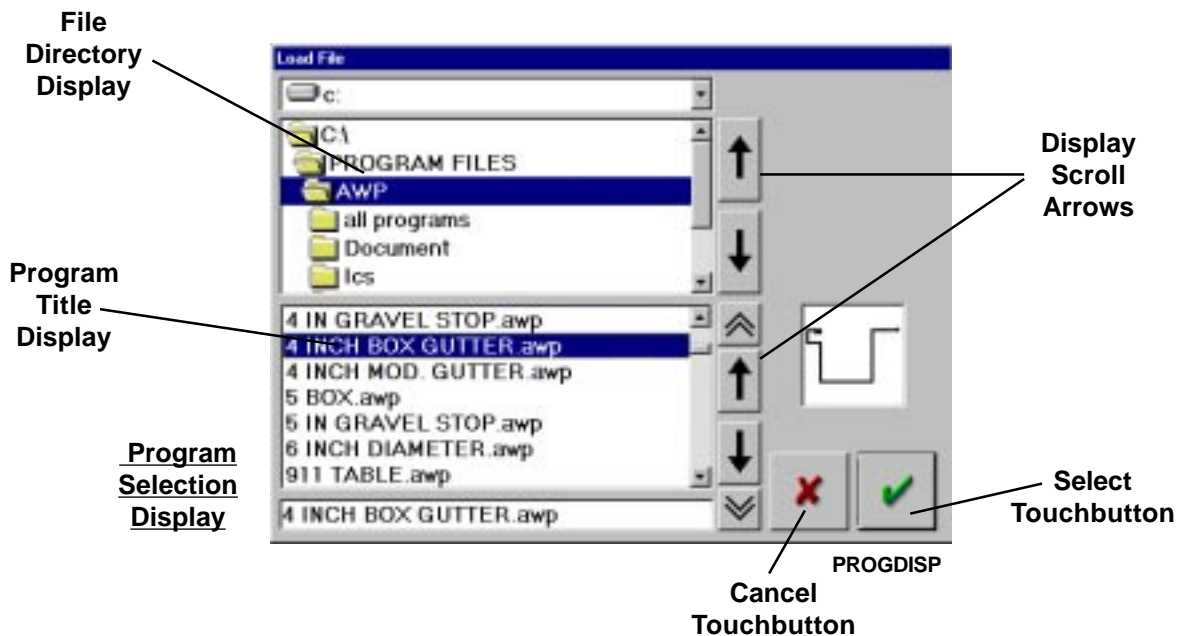 File
Directory
Display
Load File
c:
C:\
PROGRAM FILES
AWP
all programs
Document
Ics
Display
Scroll
Arrows
Program
Title
Display
4 IN GRAVEL STOP.awp
4 INCH BOX GUTTER.awp
4 INCH MOD. GUTTER.awp
5 BOX.awp
5 IN GRAVEL STOP.awp
6 INCH DIAMETER.awp
911 TABLE.awp
4 INCH BOX GUTTER.awp
Program
Selection
Display
Select
Touchbutton
PROGDISP
Cancel
Touchbutton